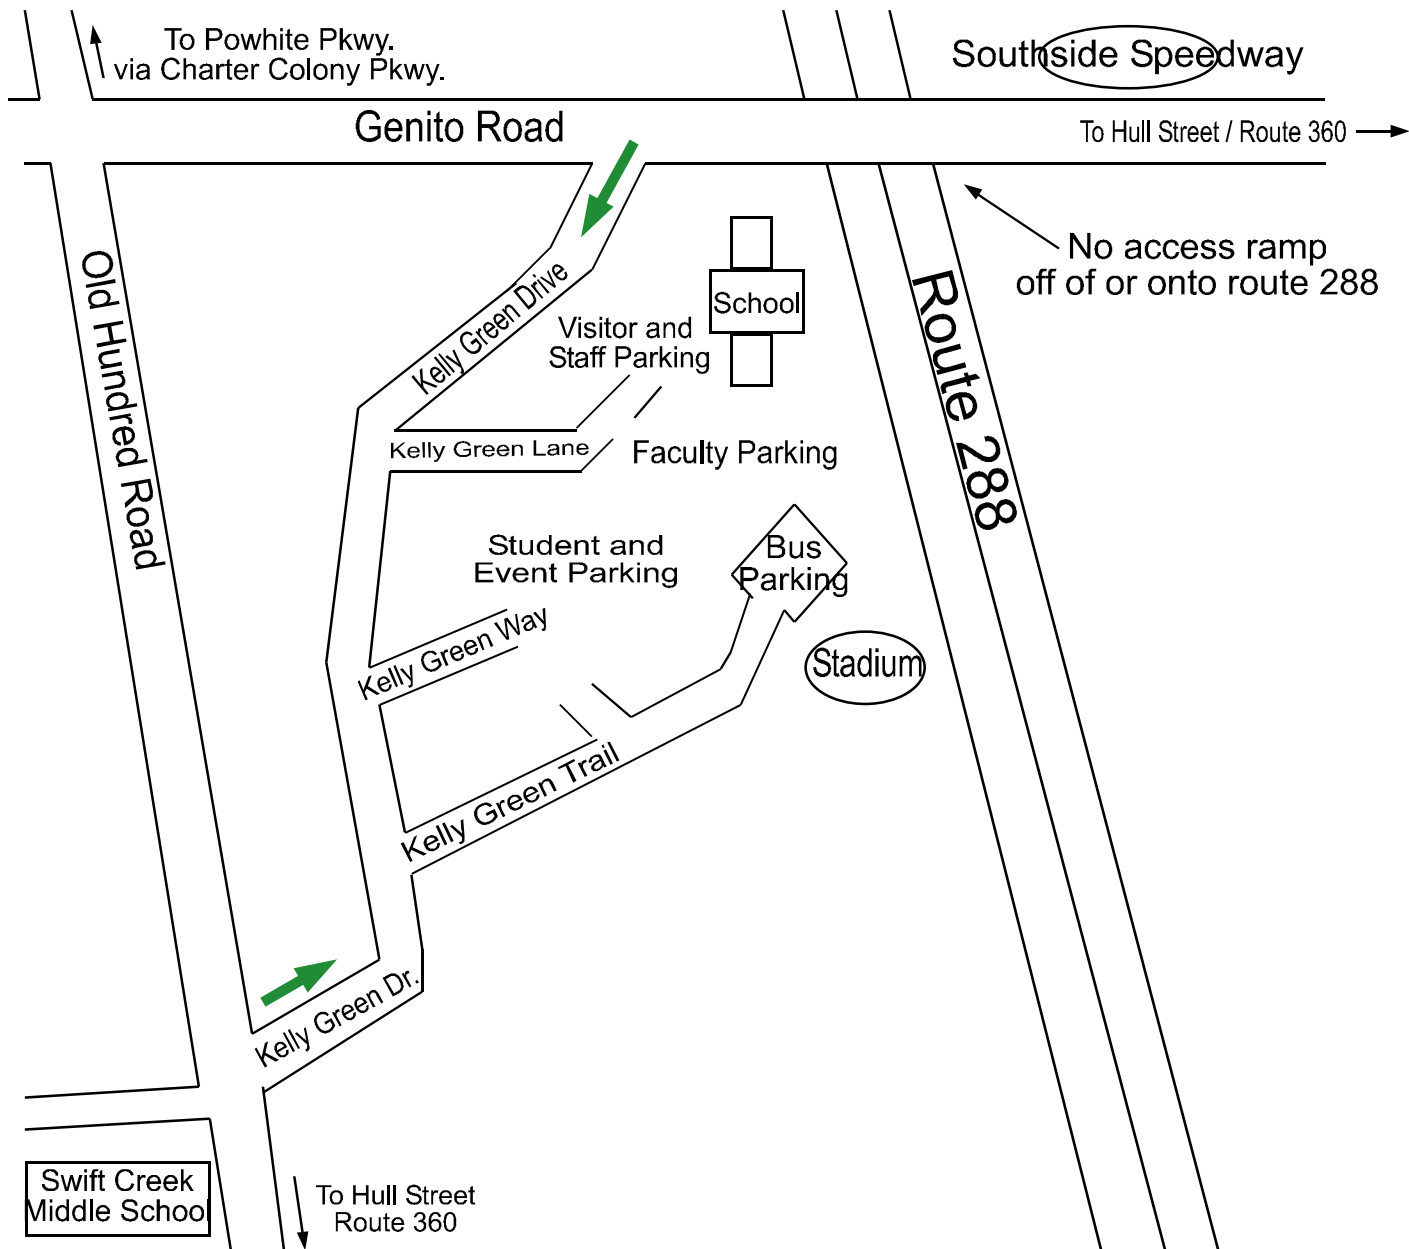 To Powhite Pkwy.
via Charter Colony Pkwy.
Southside Speedway
Genito Road
To Hull Street / Route 360
No access ramp
off of or onto route 288
Old Hundred Road
Kelly Green Drive
School
Visitor and
Staff Parking
Route 288
Kelly Green Lane
Faculty Parking
Student and
Event Parking
Bus
Parking
Kelly Green Way
Stadium
Kelly Green Trail
Kelly Green Dr.
Swift Creek
Middle School
To Hull Street
Route 360